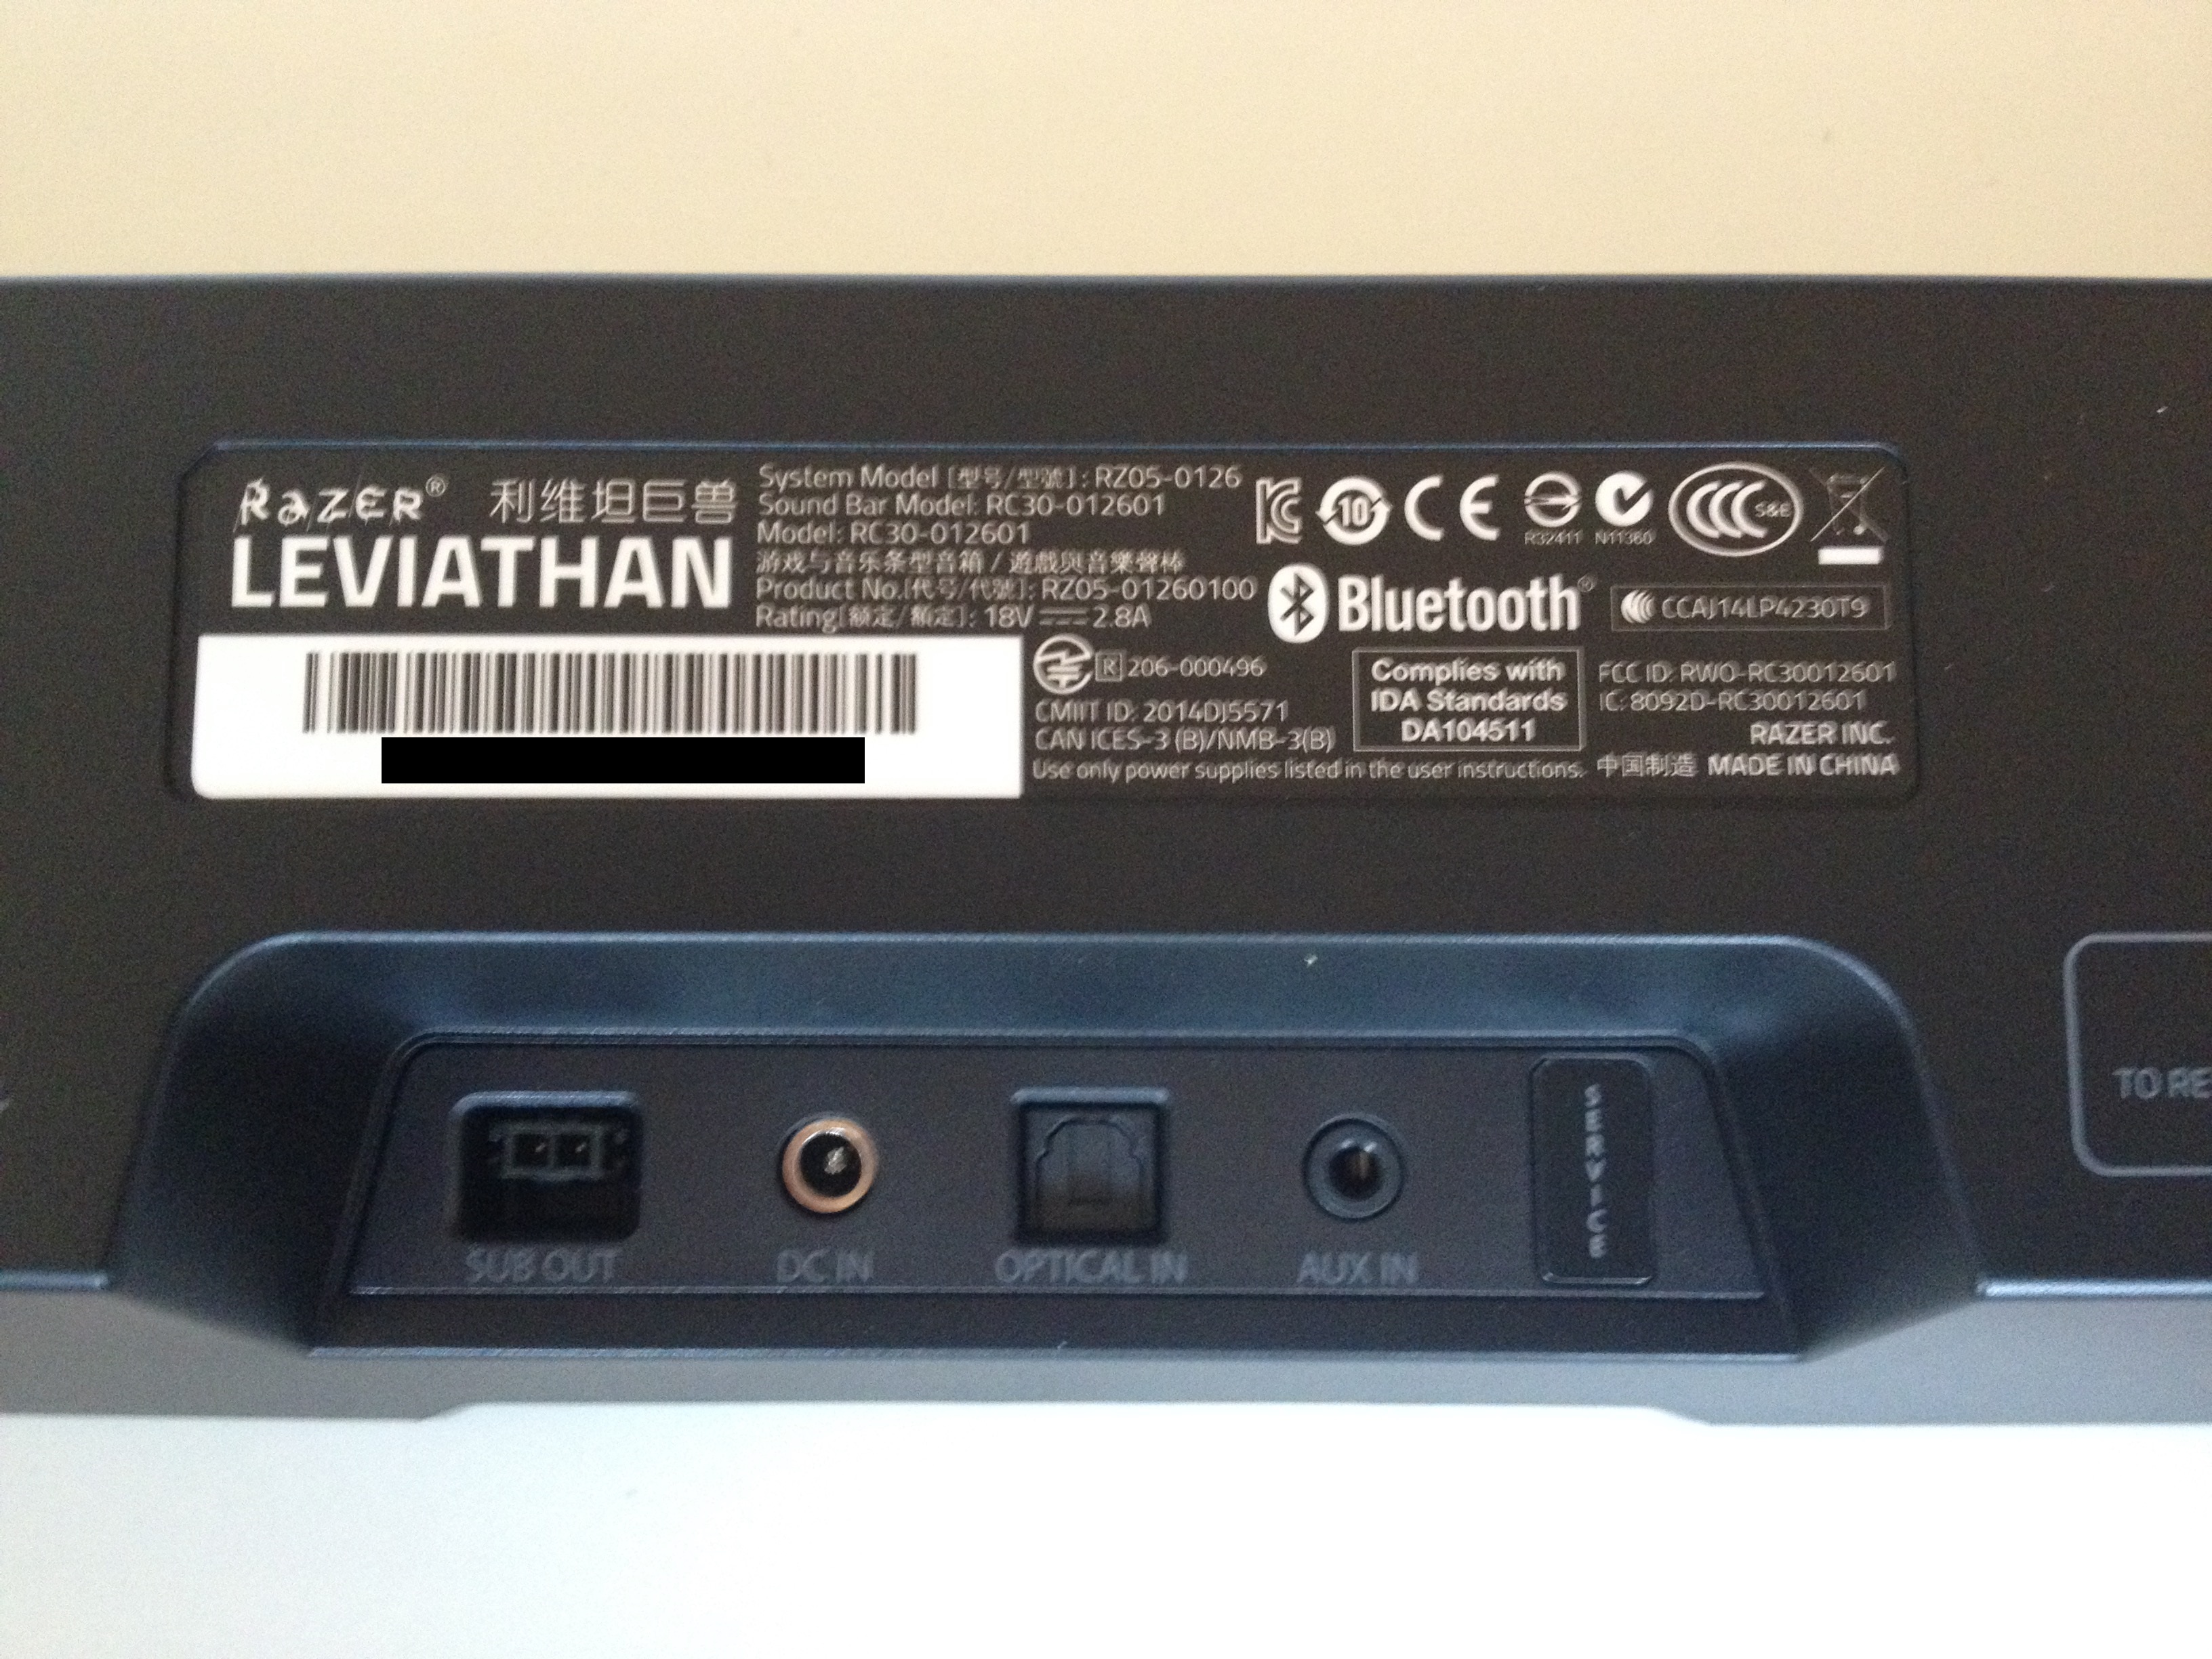 RAZER® 利维坦巨兽
LEVIATHAN
System Model [型号/型號]: RZ05-0126
Sound Bar Model: RC30-012601
Model: RC30-012601
游戏与音乐条型音箱 / 遊戲與音樂聲棒
Product No.[代号/代號]: RZ05-01260100
Rating[额定/額定]: 18V 2.8A
10
CE
R32411
N11360
S&E
Bluetooth®
CCAJ14LP4230T9
R 206-000496
CMIIT ID: 2014DJ5571
CAN ICES-3 (B)/NMB-3(B)
Use only power supplies listed in the user instructions.
Complies with
IDA Standards
DA104511
FCC ID: RWO-RC30012601
IC: 8092D-RC30012601
RAZER INC.
中国制造 MADE IN CHINA
TO RE
SUB OUT
DC IN
OPTICAL IN
AUX IN
SERVICE